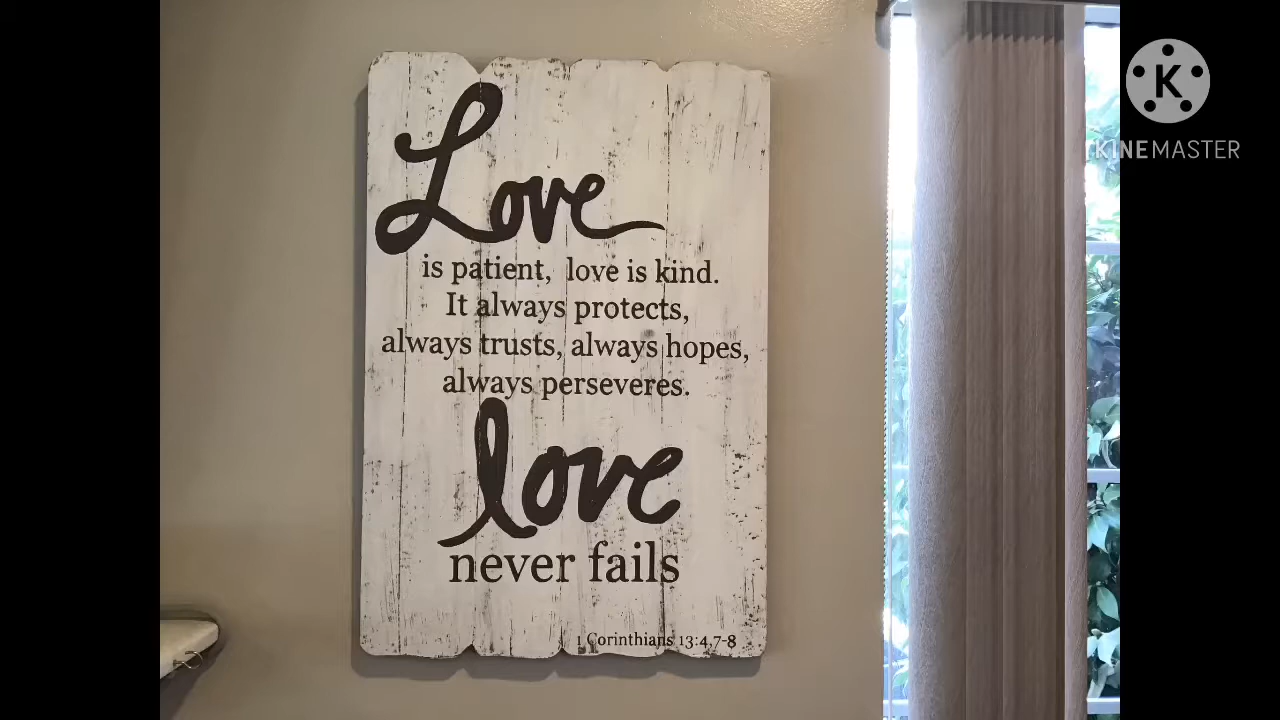 Love
is patient, love is kind.
It always protects,
always trusts, always hopes,
always perseveres.
love
never fails
1 Corinthians 13:4,7-8
K
KINEMASTER